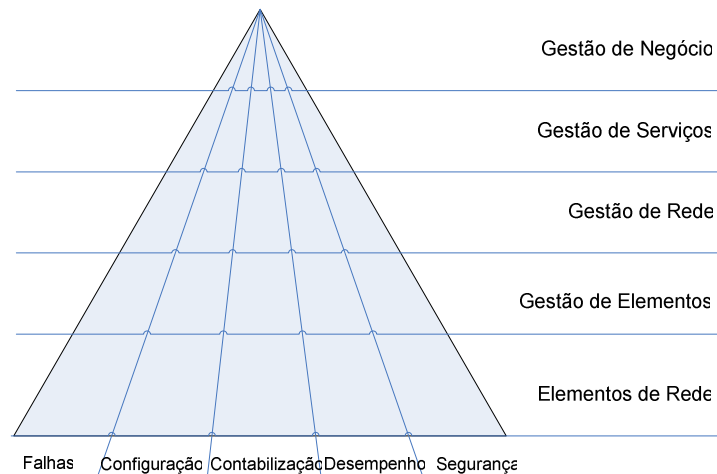 Gestão de Negócio
Gestão de Serviços
Gestão de Rede
Gestão de Elementos
Elementos de Rede
Falhas Configuração Contabilização Desempenho Segurança